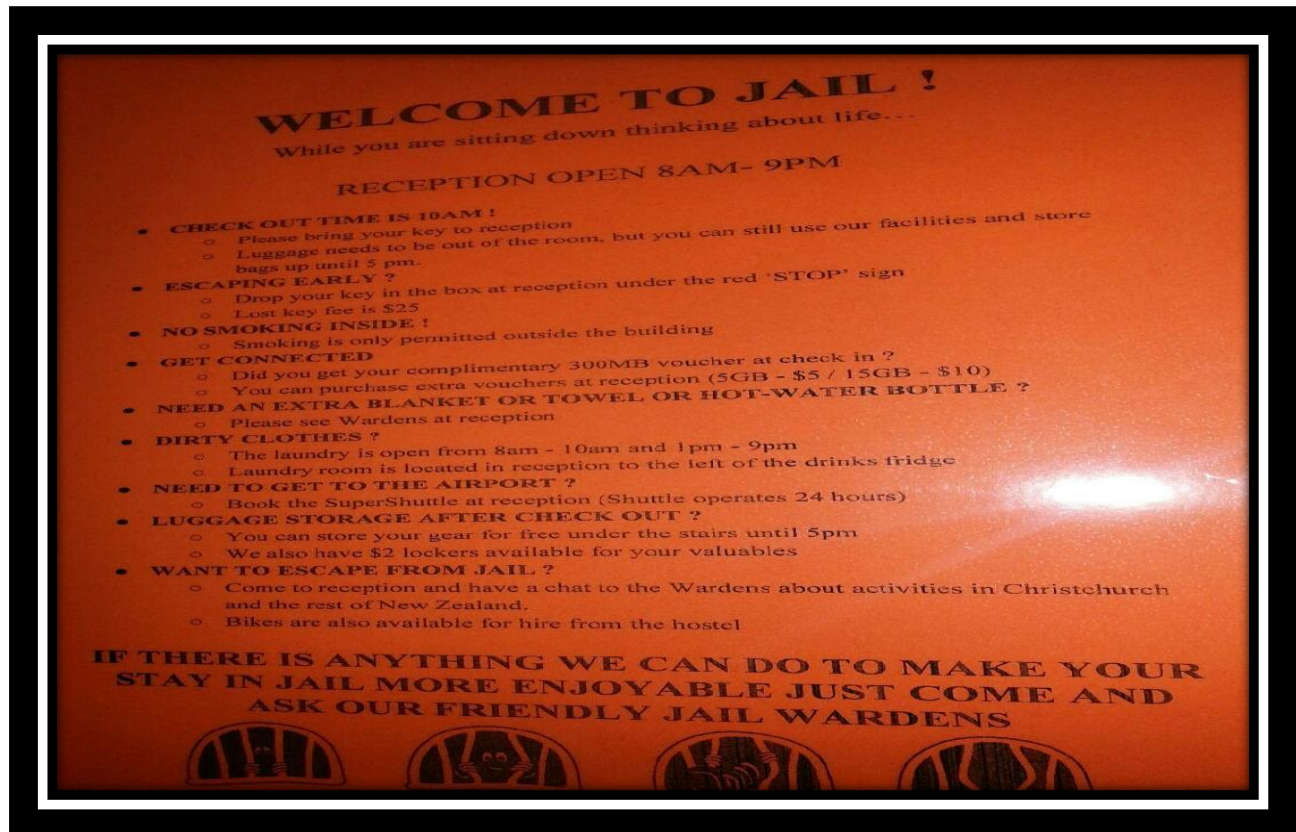 WELCOME TO JAIL !
While you are sitting down thinking about life...
RECEPTION OPEN 8AM- 9PM
• CHECK OUT TIME IS 10AM !
o Please bring your key to reception
o Luggage needs to be out of the room, but you can still use our facilities and store
bags up until 5 pm.
• ESCAPING EARLY ?
o Drop your key in the box at reception under the red 'STOP' sign
o Lost key fee is $25
• NO SMOKING INSIDE !
o Smoking is only permitted outside the building
• GET CONNECTED
o Did you get your complimentary 300MB voucher at check in ?
o You can purchase extra vouchers at reception (5GB - $5 / 15GB - $10)
• NEED AN EXTRA BLANKET OR TOWEL OR HOT-WATER BOTTLE ?
o Please see Wardens at reception
• DIRTY CLOTHES ?
o The laundry is open from 8am - 10am and 1pm - 9pm
o Laundry room is located in reception to the left of the drinks fridge
• NEED TO GET TO THE AIRPORT ?
o Book the SuperShuttle at reception (Shuttle operates 24 hours)
• LUGGAGE STORAGE AFTER CHECK OUT ?
o You can store your gear for free under the stairs until 5pm
o We also have $2 lockers available for your valuables
• WANT TO ESCAPE FROM JAIL ?
o Come to reception and have a chat to the Wardens about activities in Christchurch
and the rest of New Zealand.
o Bikes are also available for hire from the hostel
IF THERE IS ANYTHING WE CAN DO TO MAKE YOUR
STAY IN JAIL MORE ENJOYABLE JUST COME AND
ASK OUR FRIENDLY JAIL WARDENS